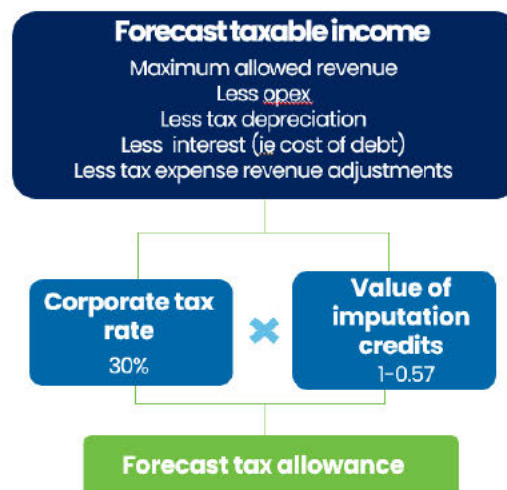 Forecast taxable income
Maximum allowed revenue
Less opex
Less tax depreciation
Less interest (ie cost of debt)
Less tax expense revenue adjustments
Corporate tax
rate
30%
Value of
imputation
credits
1-0.57
Forecast tax allowance